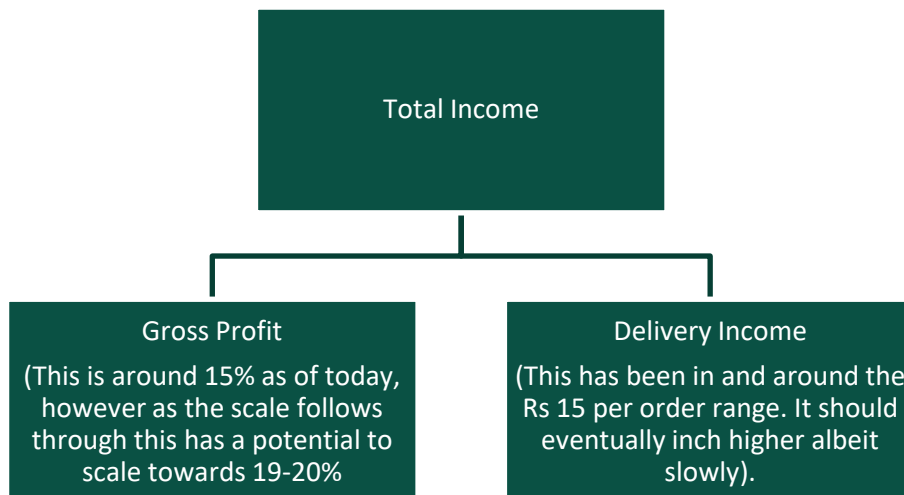 Total Income
Gross Profit
(This is around 15% as of today,
however as the scale follows
through this has a potential to
scale towards 19-20%
Delivery Income
(This has been in and around the
Rs 15 per order range. It should
eventually inch higher albeit
slowly).